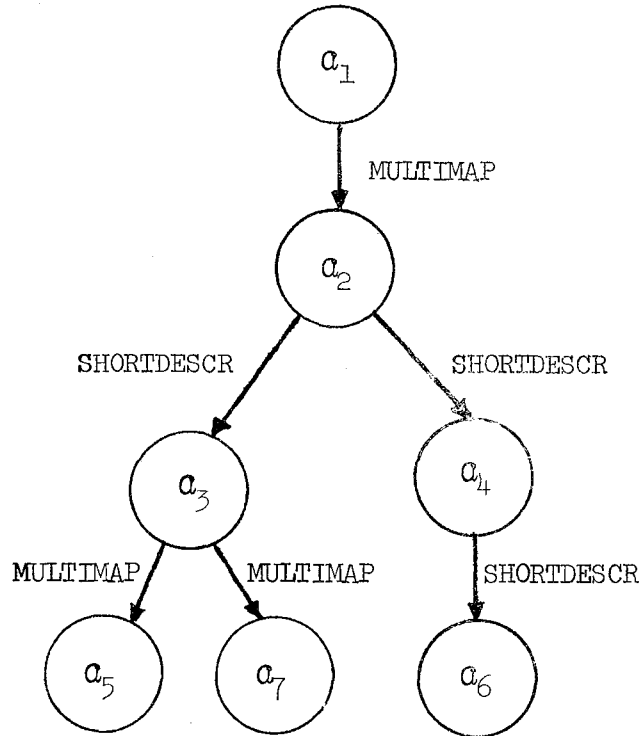 a₁
MULTIMAP
a₂
SHORTDESCR SHORTDESCR
a₃ a₄
MULTIMAP MULTIMAP SHORTDESCR
a₅ a₇ a₆